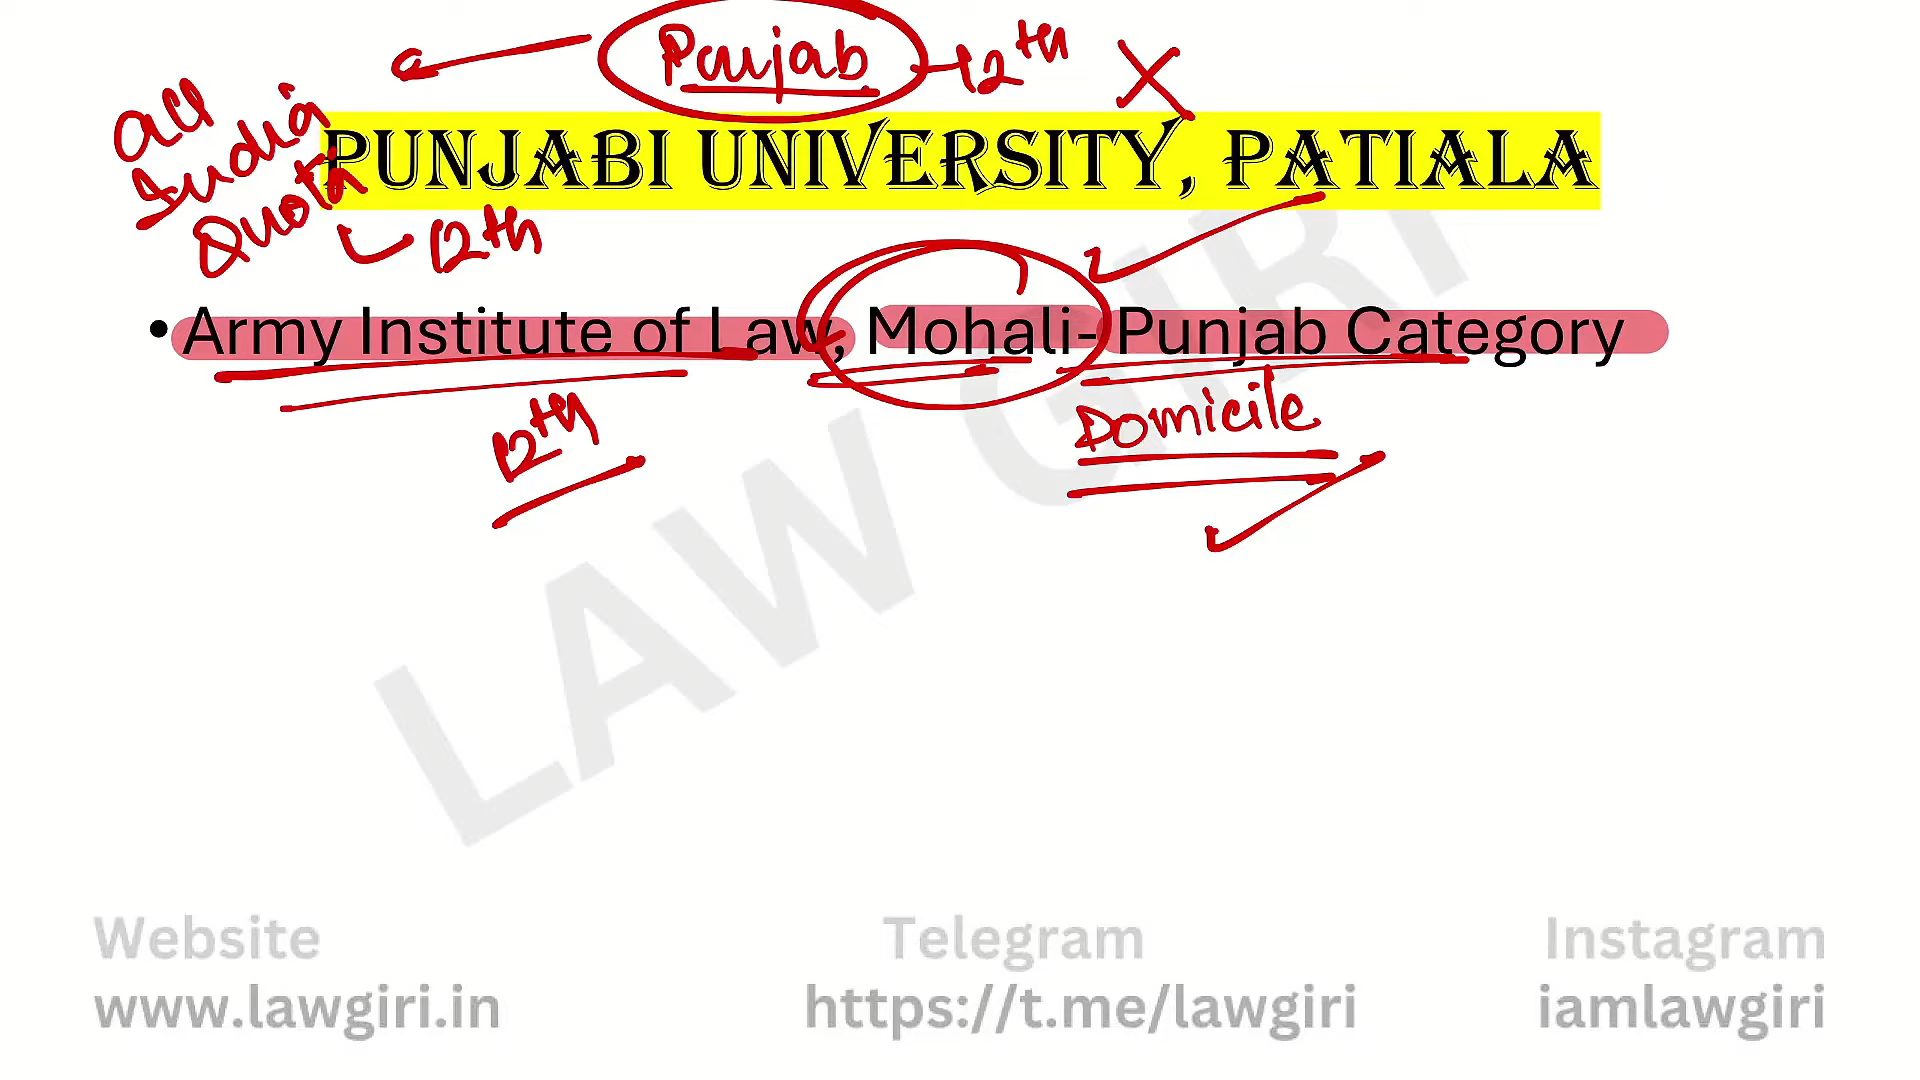 Punjab 12th X
All
India
Quota
PUNJABI UNIVERSITY, PATIALA
12th
•Army Institute of Law, Mohali- Punjab Category
12th
Domicile
LAW GIRI
Website Telegram Instagram
www.lawgiri.in https://t.me/lawgiri iamlawgiri